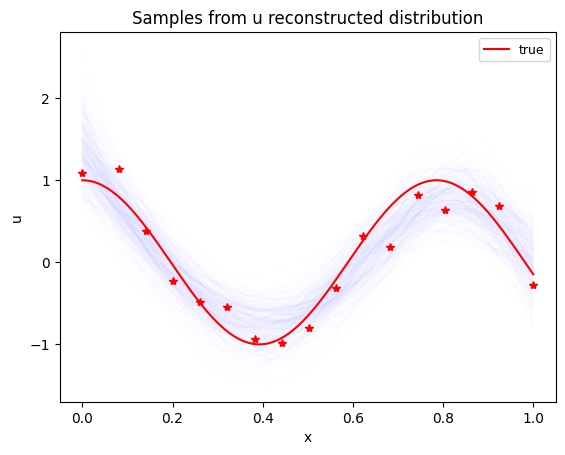 Samples from u reconstructed distribution
true
2
1
0
−1
u
0.0 0.2 0.4 0.6 0.8 1.0
x